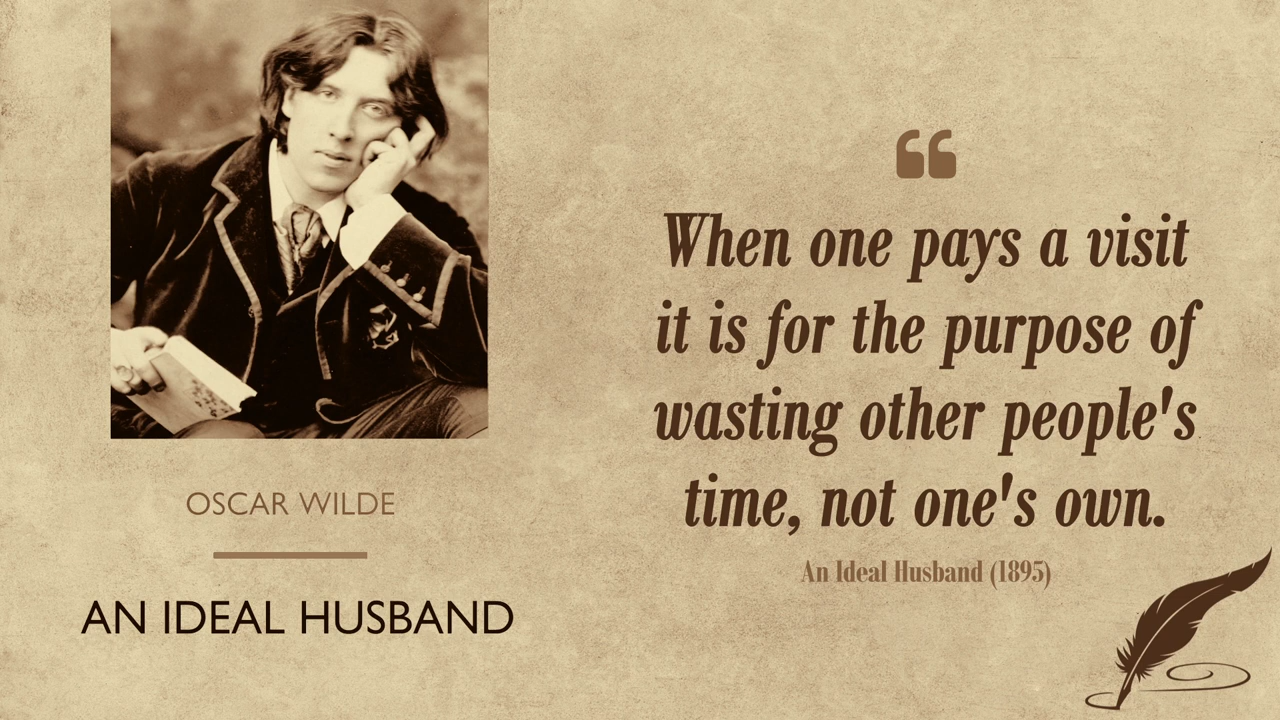 OSCAR WILDE
AN IDEAL HUSBAND
“
When one pays a visit
it is for the purpose of
wasting other people's
time, not one's own.
An Ideal Husband (1895)